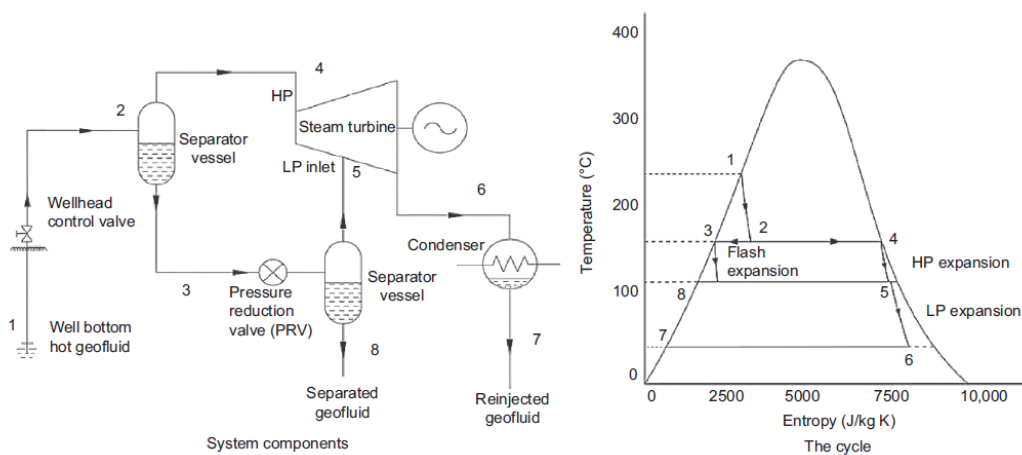 4
HP
2
Steam turbine
Separator
vessel
LP inlet
5
6
Wellhead
control valve
Condenser
Separator
vessel
3
Pressure
reduction
valve (PRV)
1
Well bottom
hot geofluid
8
7
Separated
geofluid
Reinjected
geofluid
System components
400
300
200
100
0
Temperature (°C)
1
3
2
4
Flash
expansion
HP expansion
8
5
LP expansion
7
6
0
2500
5000
7500
10,000
Entropy (J/kg K)
The cycle